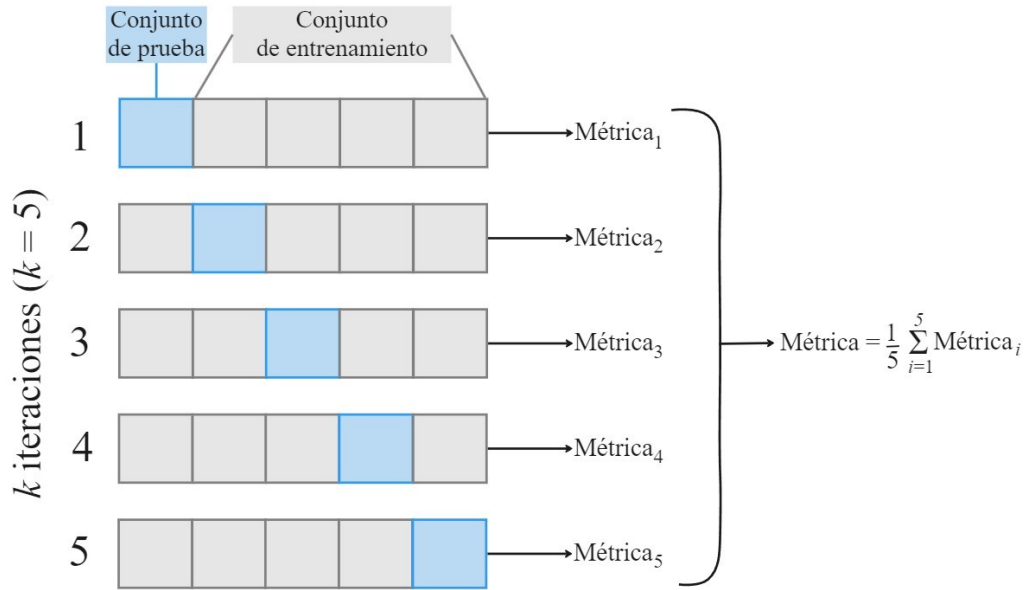 Conjunto
de prueba
Conjunto
de entrenamiento
k iteraciones (k = 5)
1
Métrica₁
2
Métrica₂
3
Métrica₃
4
Métrica₄
5
Métrica₅
Métrica = 1/5 5∑i=1 Métrica i